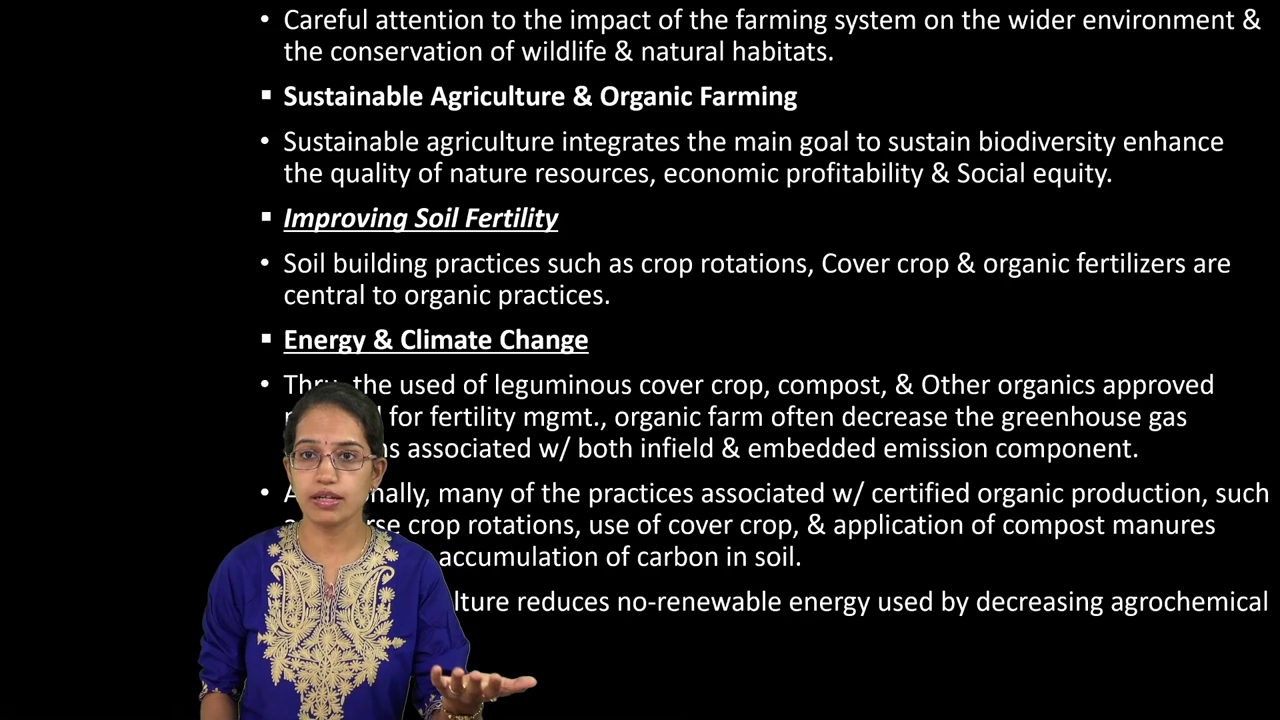 • Careful attention to the impact of the farming system on the wider environment &
the conservation of wildlife & natural habitats.
▪ Sustainable Agriculture & Organic Farming
• Sustainable agriculture integrates the main goal to sustain biodiversity enhance
the quality of nature resources, economic profitability & Social equity.
▪ Improving Soil Fertility
• Soil building practices such as crop rotations, Cover crop & organic fertilizers are
central to organic practices.
▪ Energy & Climate Change
• Thru the used of leguminous cover crop, compost, & Other organics approved
for fertility mgmt., organic farm often decrease the greenhouse gas
associated w/ both infield & embedded emission component.
• many of the practices associated w/ certified organic production, such
crop rotations, use of cover crop, & application of compost manures
accumulation of carbon in soil.
reduces no-renewable energy used by decreasing agrochemical